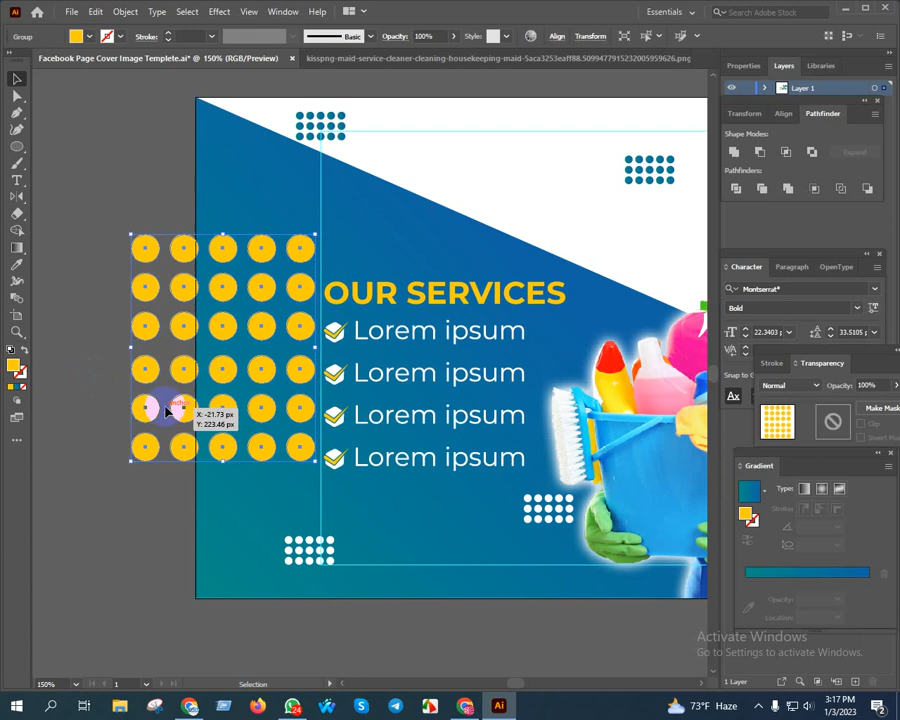 Ai
File Edit Object Type Select Effect View Window Help
Essentials
Search Adobe Stock
Group
Stroke:
Basic
Opacity: 100%
Style:
Align
Transform
Facebook Page Cover Image Templete.ai* @ 150% (RGB/Preview)
kisspng-maid-service-cleaner-cleaning-housekeeping-maid-5aca3253eaff88.5099477915232005959626.png
Properties
Layers
Libraries
Layer 1
Transform
Align
Pathfinder
Shape Modes:
Expand
Pathfinders:
OUR SERVICES
Lorem ipsum
Lorem ipsum
Lorem ipsum
Lorem ipsum
anchor
X: -21.73 px
Y: 223.46 px
Character
Paragraph
OpenType
Montserrat*
Bold
22.3403
33.5105
Snap to G
Stroke
Transparency
Normal
Opacity: 100%
Make Mask
Clip
Gradient
Type:
Stroke:
Opacity:
Location:
Activate Windows
Go to Settings to activate Windows.
150%
1
Selection
1 Layer
73°F Haze
3:17 PM
1/3/2023
2